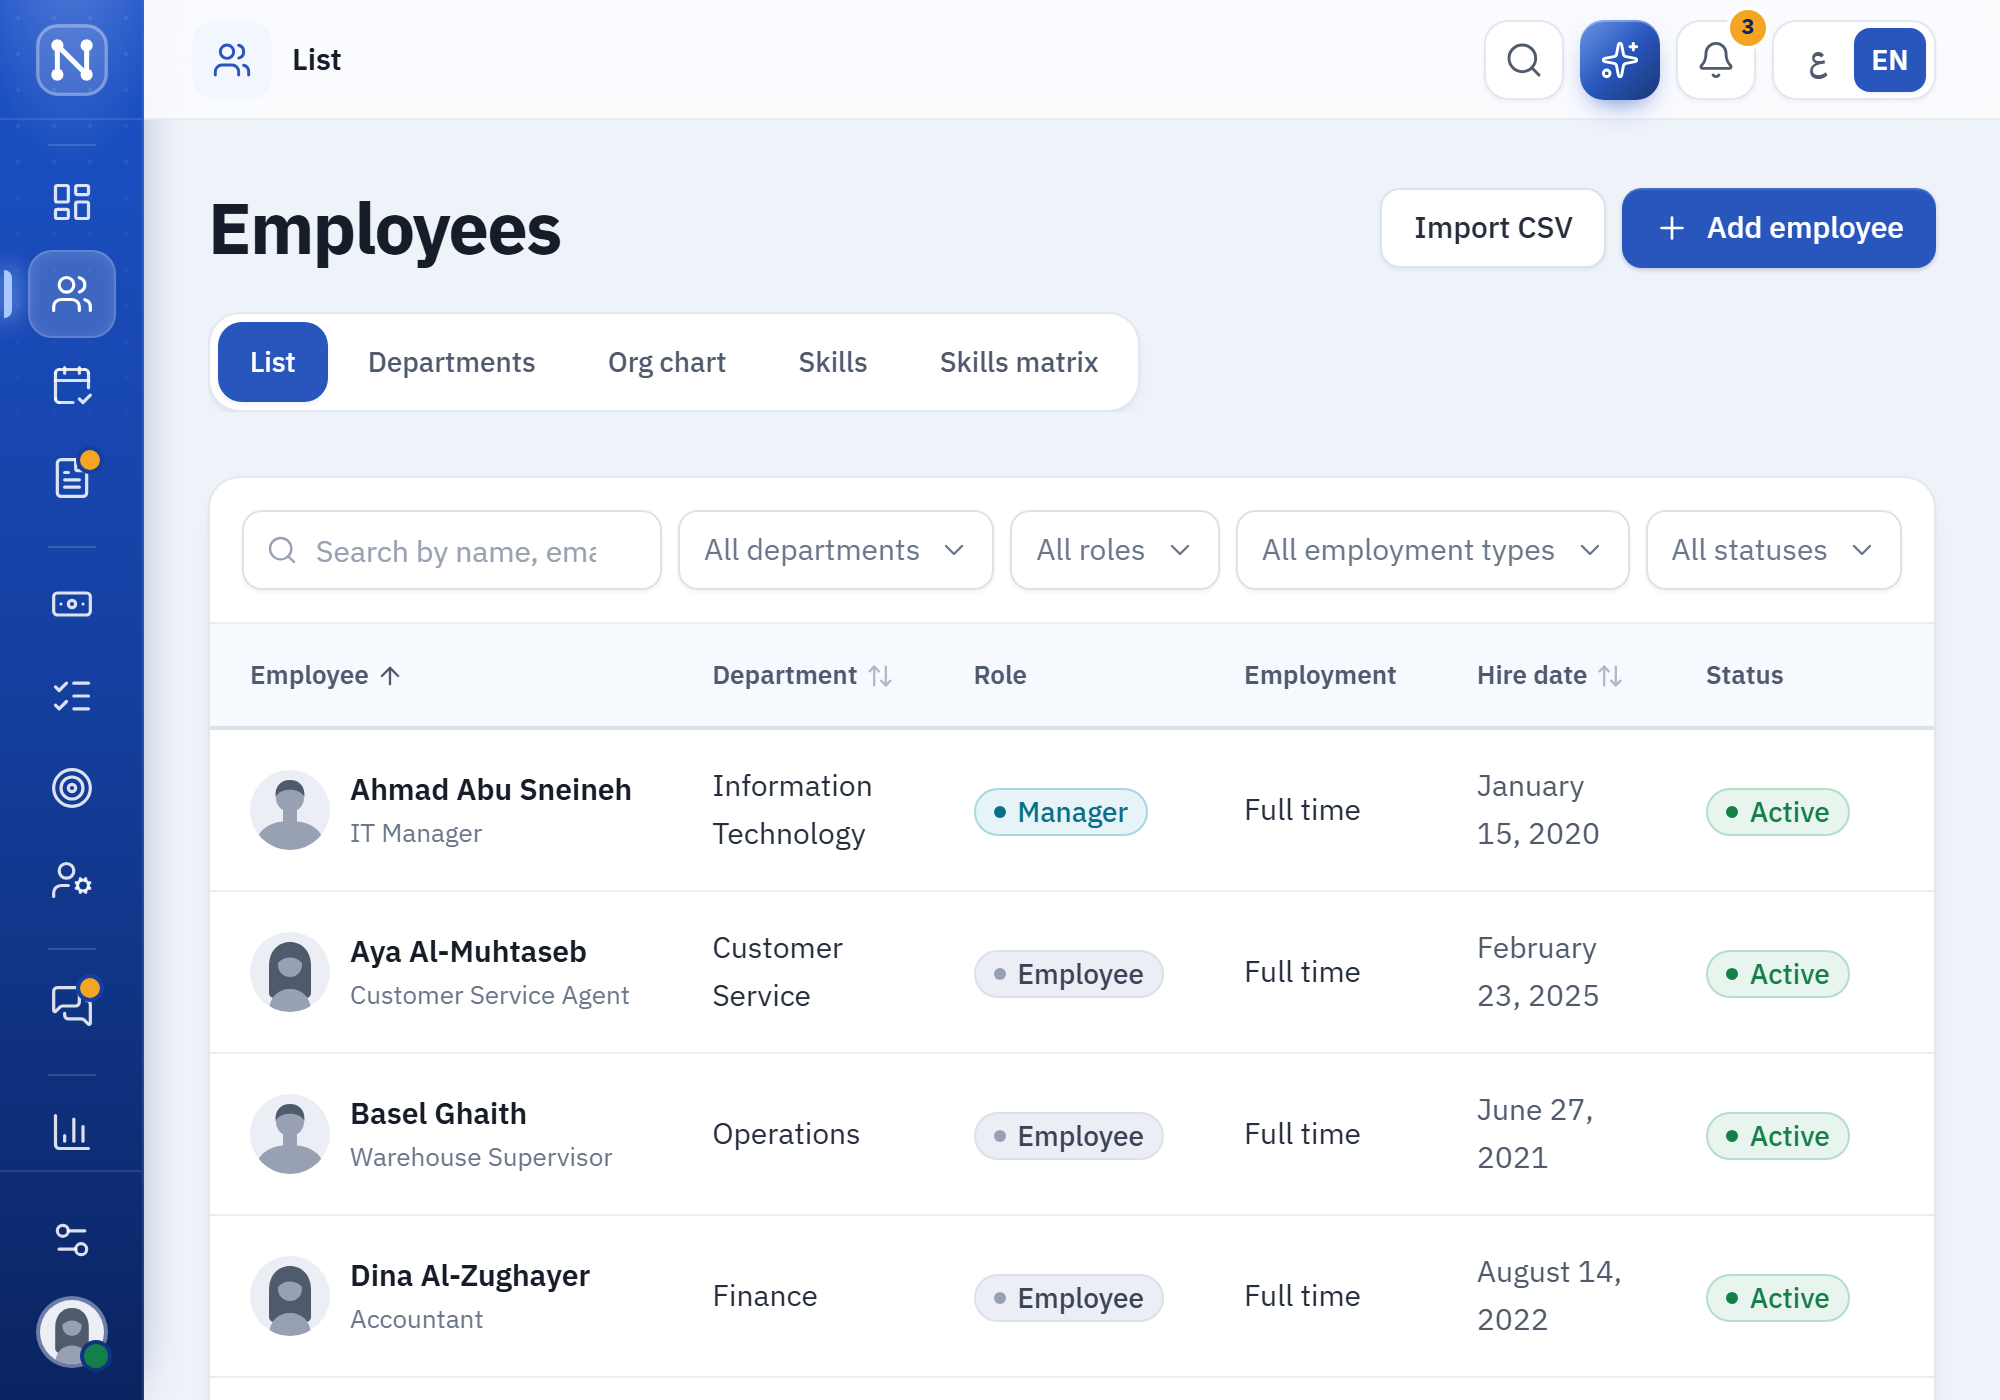 List
3
ع
EN
Employees
Import CSV
Add employee
List
Departments
Org chart
Skills
Skills matrix
Search by name, ema
All departments
All roles
All employment types
All statuses
Employee
Department
Role
Employment
Hire date
Status
Ahmad Abu Sneineh
IT Manager
Information
Technology
Manager
Full time
January
15, 2020
Active
Aya Al-Muhtaseb
Customer Service Agent
Customer
Service
Employee
Full time
February
23, 2025
Active
Basel Ghaith
Warehouse Supervisor
Operations
Employee
Full time
June 27,
2021
Active
Dina Al-Zughayer
Accountant
Finance
Employee
Full time
August 14,
2022
Active